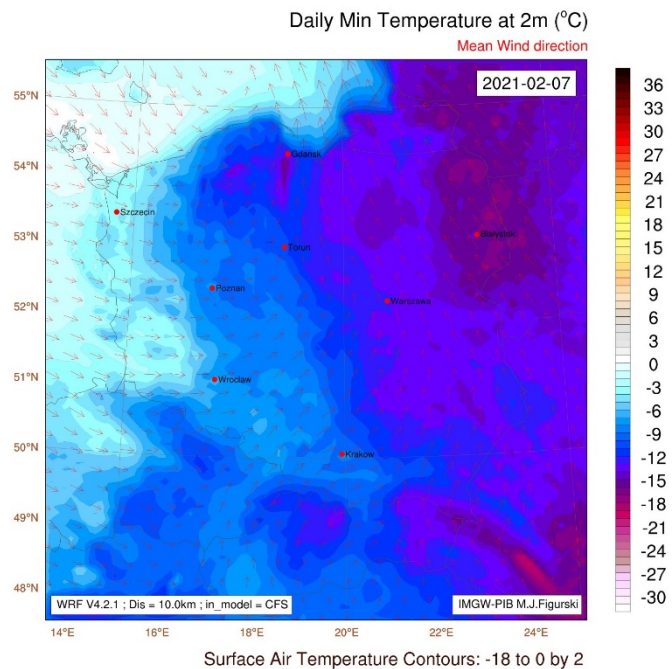 Daily Min Temperature at 2m (°C)
Mean Wind direction
2021-02-07
55°N
54°N
53°N
52°N
51°N
50°N
49°N
48°N
Gdansk
Szczecin
Bialystok
Torun
Poznan
Warszawa
Wroclaw
Krakow
WRF V4.2.1 ; Dis = 10.0km ; in_model = CFS
IMGW-PIB M.J.Figurski
14°E
16°E
18°E
20°E
22°E
24°E
Surface Air Temperature Contours: -18 to 0 by 2
36
33
30
27
24
21
18
15
12
9
6
3
0
-3
-6
-9
-12
-15
-18
-21
-24
-27
-30